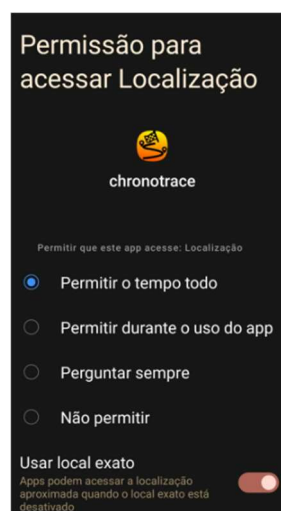 Permissão para
acessar Localização
chronotrace
Permitir que este app acesse: Localização
Permitir o tempo todo
Permitir durante o uso do app
Perguntar sempre
Não permitir
Usar local exato
Apps podem acessar a localização
aproximada quando o local exato está
desativado